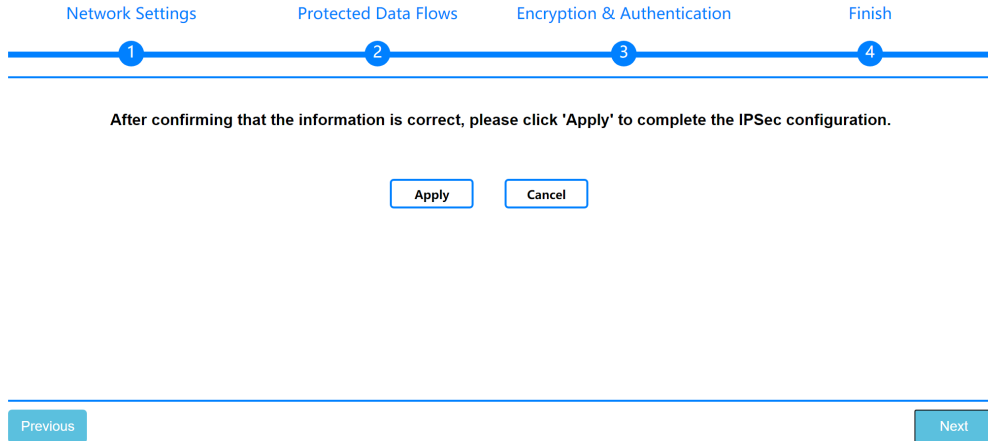 Network Settings
Protected Data Flows
Encryption & Authentication
Finish
1
2
3
4
After confirming that the information is correct, please click 'Apply' to complete the IPSec configuration.
Apply
Cancel
Previous
Next